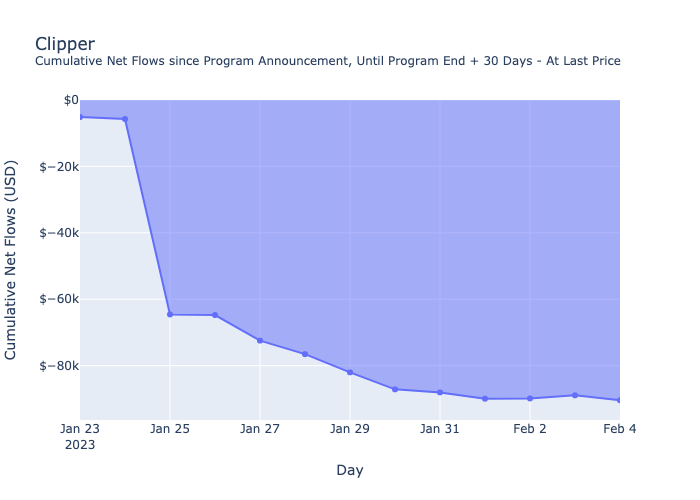 Clipper
Cumulative Net Flows since Program Announcement, Until Program End + 30 Days - At Last Price
Cumulative Net Flows (USD)
$0
$−20k
$−40k
$−60k
$−80k
Jan 23
2023
Jan 25
Jan 27
Jan 29
Jan 31
Feb 2
Feb 4
Day